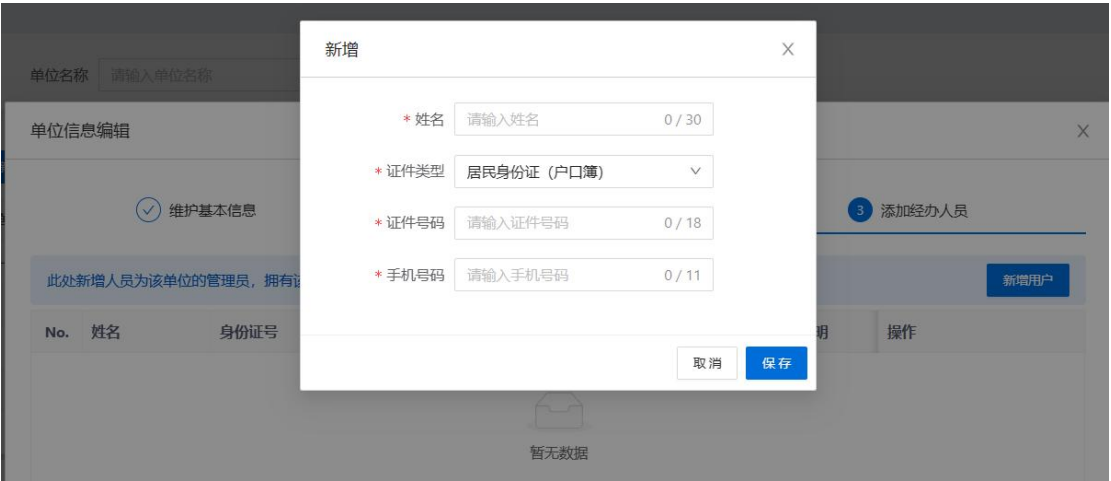 新增
单位名称 请输入单位名称
* 姓名 请输入姓名 0 / 30
单位信息编辑
* 证件类型 居民身份证（户口簿）
维护基本信息
3 添加经办人员
* 证件号码 请输入证件号码 0 / 18
* 手机号码 请输入手机号码 0 / 11
此处新增人员为该单位的管理员，拥有
新增用户
No. 姓名 身份证号 明 操作
取消 保存
暂无数据